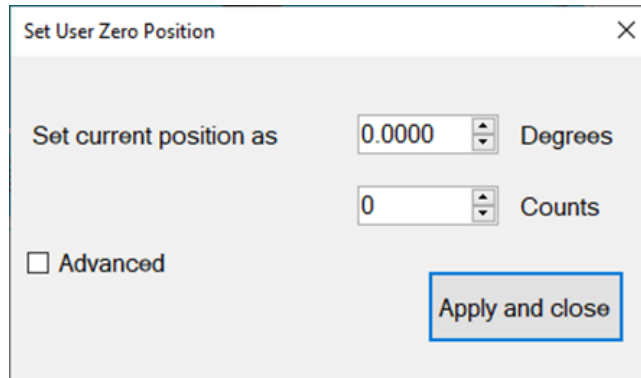 Set User Zero Position
Set current position as 0.0000 Degrees
0 Counts
Advanced
Apply and close